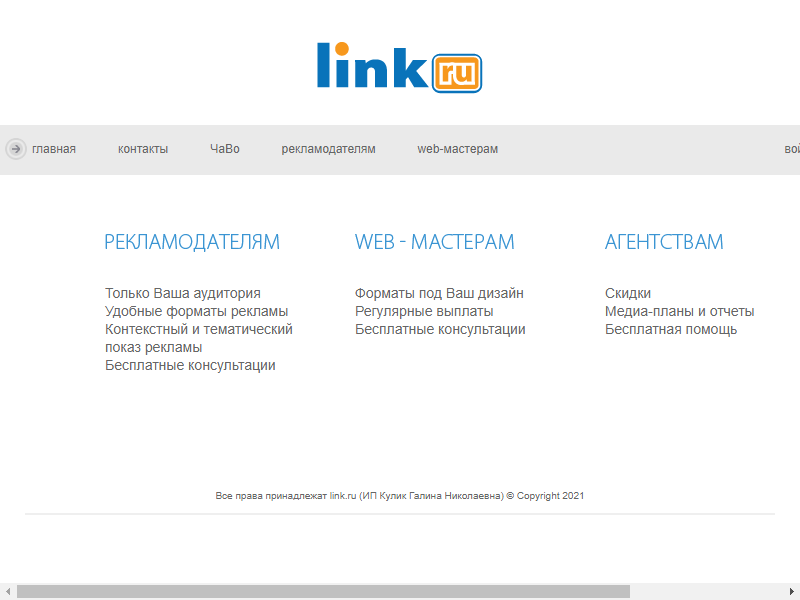 link ru
главная контакты ЧаВо рекламодателям web-мастерам
РЕКЛАМОДАТЕЛЯМ
Только Ваша аудитория
Удобные форматы рекламы
Контекстный и тематический
показ рекламы
Бесплатные консультации
WEB - МАСТЕРАМ
Форматы под Ваш дизайн
Регулярные выплаты
Бесплатные консультации
АГЕНТСТВАМ
Скидки
Медиа-планы и отчеты
Бесплатная помощь
Все права принадлежат link.ru (ИП Кулик Галина Николаевна) © Copyright 2021